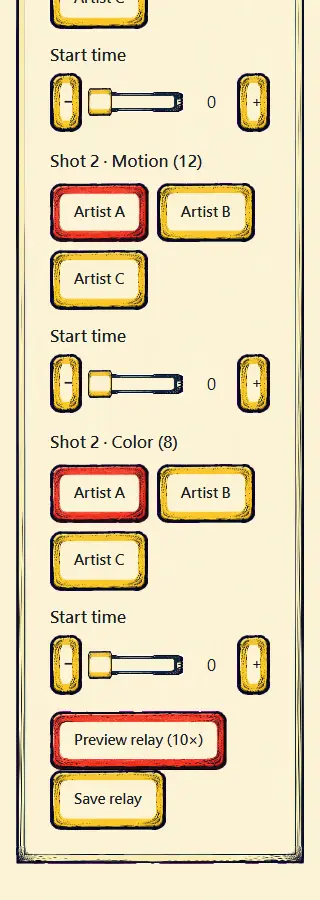 Artist C
Start time
− 0 +
Shot 2 · Motion (12)
Artist A Artist B
Artist C
Start time
− 0 +
Shot 2 · Color (8)
Artist A Artist B
Artist C
Start time
− 0 +
Preview relay (10×)
Save relay